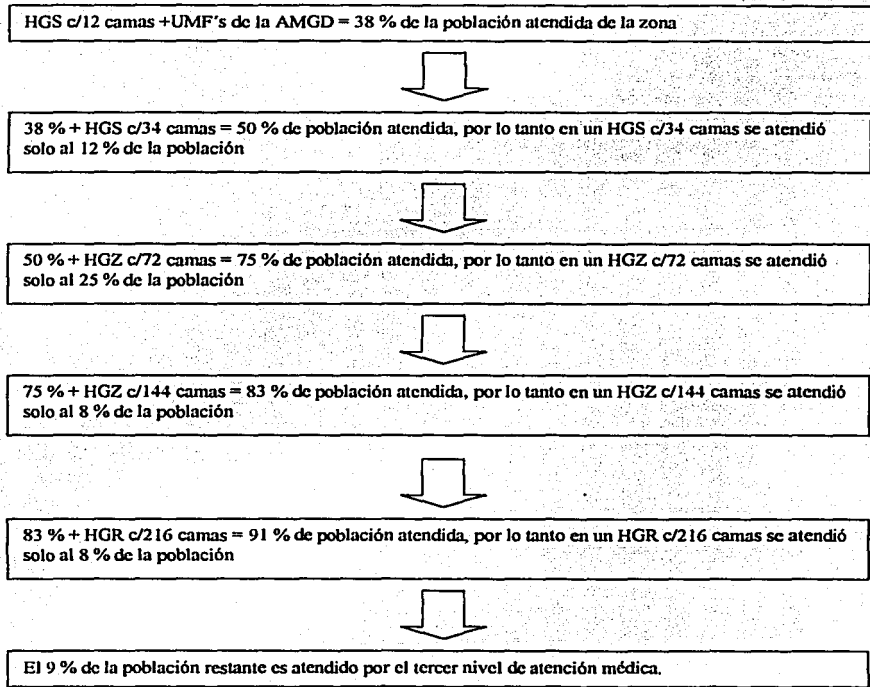 HGS c/12 camas +UMF´s de la AMGD = 38 % de la población atendida de la zona
38 % + HGS c/34 camas = 50 % de población atendida, por lo tanto en un HGS c/34 camas se atendió
solo al 12 % de la población
50 % + HGZ c/72 camas = 75 % de población atendida, por lo tanto en un HGZ c/72 camas se atendió
solo al 25 % de la población
75 % + HGZ c/144 camas = 83 % de población atendida, por lo tanto en un HGZ c/144 camas se atendió
solo al 8 % de la población
83 % + HGR c/216 camas = 91 % de población atendida, por lo tanto en un HGR c/216 camas se atendió
solo al 8 % de la población
El 9 % de la población restante es atendido por el tercer nivel de atención médica.